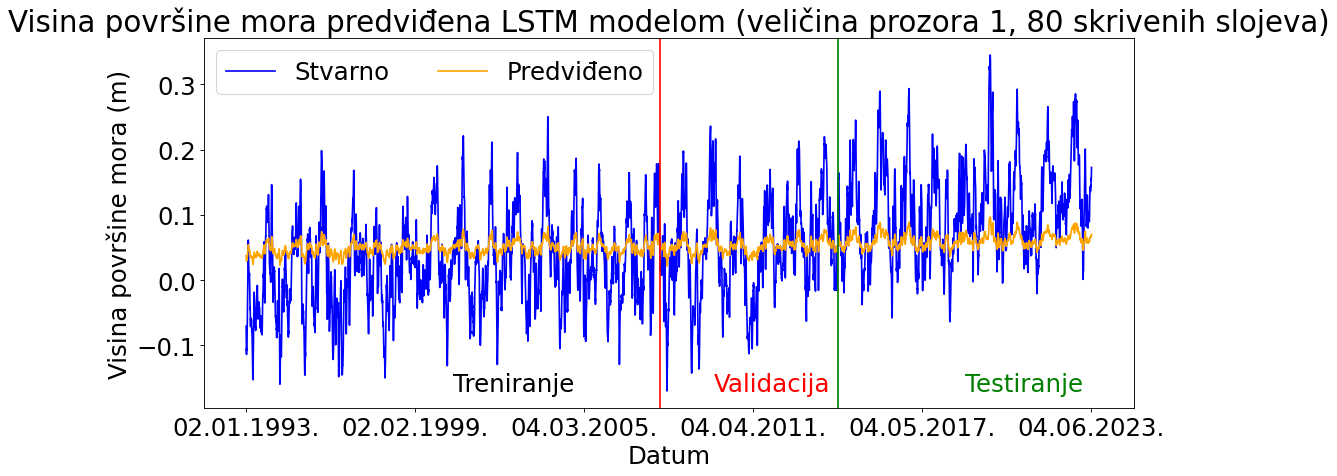 Visina površine mora predviđena LSTM modelom (veličina prozora 1, 80 skrivenih slojeva)
Stvarno
Predviđeno
Visina površine mora (m)
0.3
0.2
0.1
0.0
−0.1
Treniranje
Validacija
Testiranje
02.01.1993.
02.02.1999.
04.03.2005.
04.04.2011.
04.05.2017.
04.06.2023.
Datum